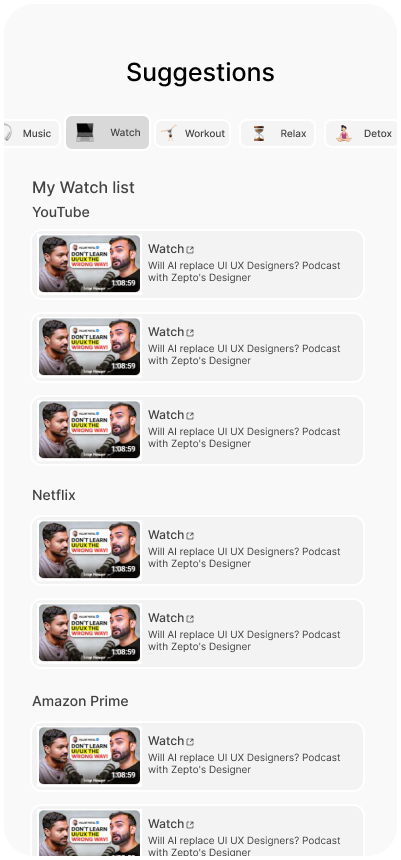 Suggestions
Music
Watch
Workout
Relax
Detox
My Watch list
YouTube
DON'T LEARN
UI/UX THE
WRONG WAY!
1:08:59
Watch
Will AI replace UI UX Designers? Podcast
with Zepto's Designer
DON'T LEARN
UI/UX THE
WRONG WAY!
1:08:59
Watch
Will AI replace UI UX Designers? Podcast
with Zepto's Designer
DON'T LEARN
UI/UX THE
WRONG WAY!
1:08:59
Watch
Will AI replace UI UX Designers? Podcast
with Zepto's Designer
Netflix
DON'T LEARN
UI/UX THE
WRONG WAY!
1:08:59
Watch
Will AI replace UI UX Designers? Podcast
with Zepto's Designer
DON'T LEARN
UI/UX THE
WRONG WAY!
1:08:59
Watch
Will AI replace UI UX Designers? Podcast
with Zepto's Designer
Amazon Prime
DON'T LEARN
UI/UX THE
WRONG WAY!
1:08:59
Watch
Will AI replace UI UX Designers? Podcast
with Zepto's Designer
DON'T LEARN
UI/UX THE
WRONG WAY!
1:08:59
Watch
Will AI replace UI UX Designers? Podcast
with Zepto's Designer